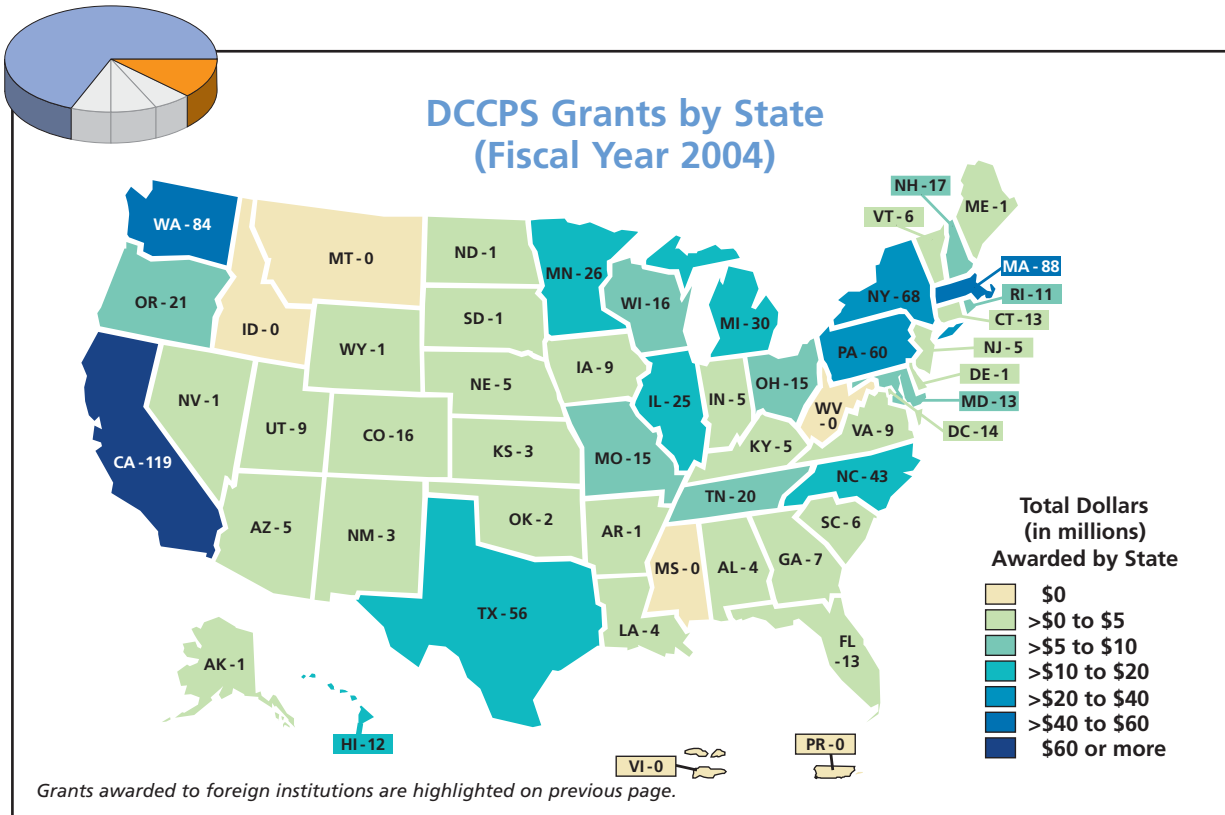 DCCPS Grants by State
(Fiscal Year 2004)
NH - 17
VT - 6
ME - 1
WA - 84
MT - 0
ND - 1
MN - 26
MA - 88
OR - 21
ID - 0
SD - 1
WI - 16
MI - 30
NY - 68
RI - 11
CT - 13
WY - 1
PA - 60
NJ - 5
IA - 9
NE - 5
OH - 15
DE - 1
NV - 1
IL - 25
IN - 5
MD - 13
WV
- 0
UT - 9
CO - 16
VA - 9
DC - 14
KS - 3
MO - 15
KY - 5
CA - 119
NC - 43
TN - 20
AZ - 5
NM - 3
OK - 2
AR - 1
SC - 6
MS - 0
AL - 4
GA - 7
TX - 56
LA - 4
FL
- 13
AK - 1
HI - 12
VI - 0
PR - 0
Total Dollars
(in millions)
Awarded by State
$0
>$0 to $5
>$5 to $10
>$10 to $20
>$20 to $40
>$40 to $60
$60 or more
Grants awarded to foreign institutions are highlighted on previous page.